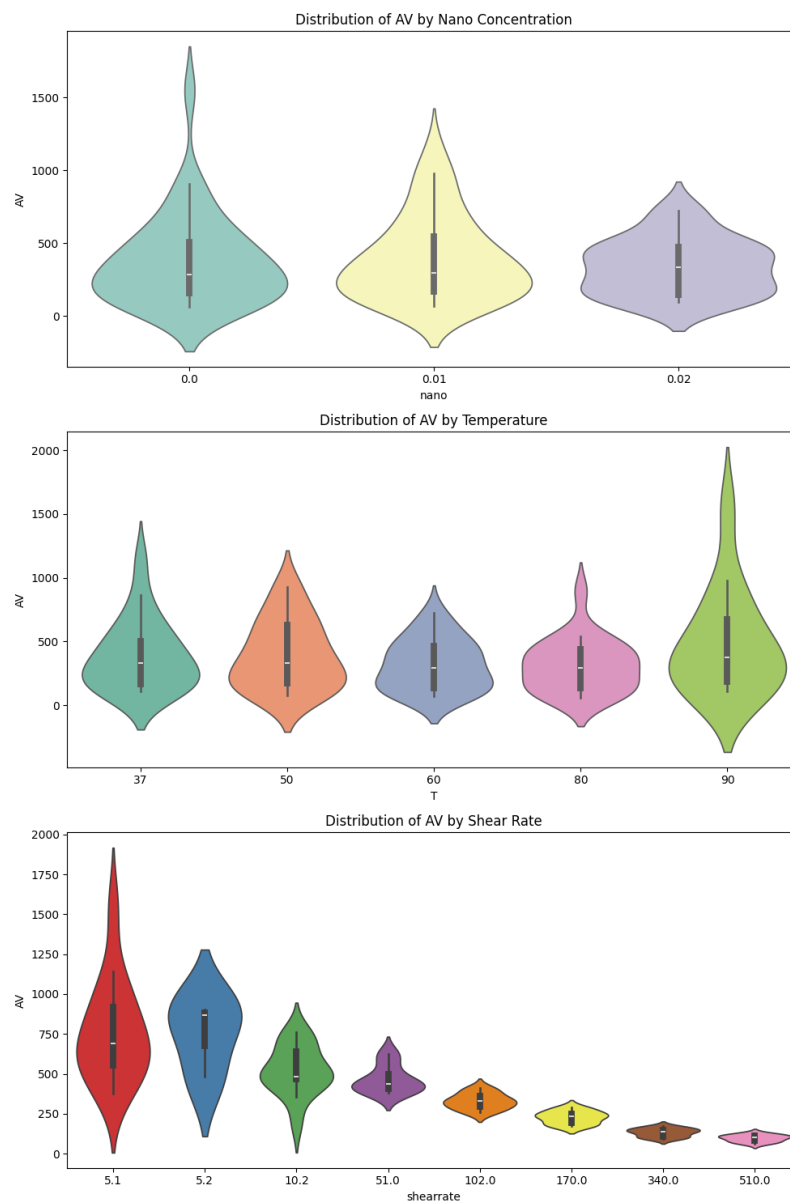 Distribution of AV by Nano Concentration
1500
1000
500
0
AV
0.0 0.01 0.02
nano
Distribution of AV by Temperature
2000
1500
1000
500
0
AV
37 50 60 80 90
T
Distribution of AV by Shear Rate
2000
1750
1500
1250
1000
750
500
250
0
AV
5.1 5.2 10.2 51.0 102.0 170.0 340.0 510.0
shearrate